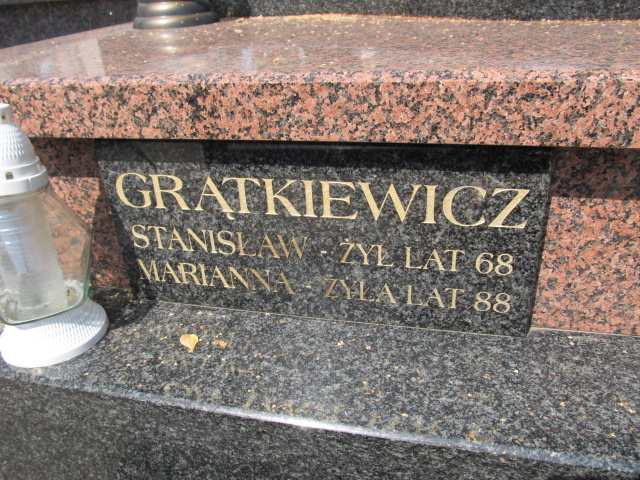 GRĄTKIEWICZ
STANISŁAW - ŻYŁ LAT 68
MARIANNA - ŻYŁA LAT 88